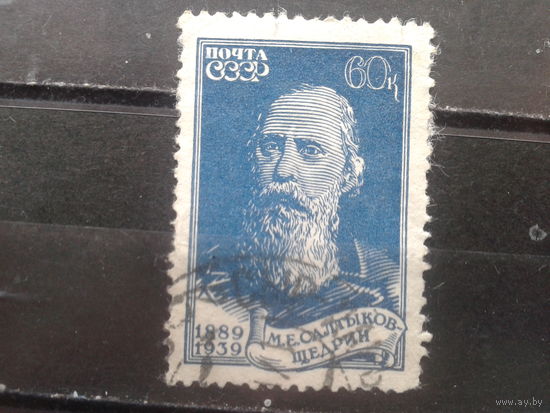 ПОЧТА
СССР
60К
1889
1939
М.Е.САЛТЫКОВ-
ЩЕДРИН
www.ay.by